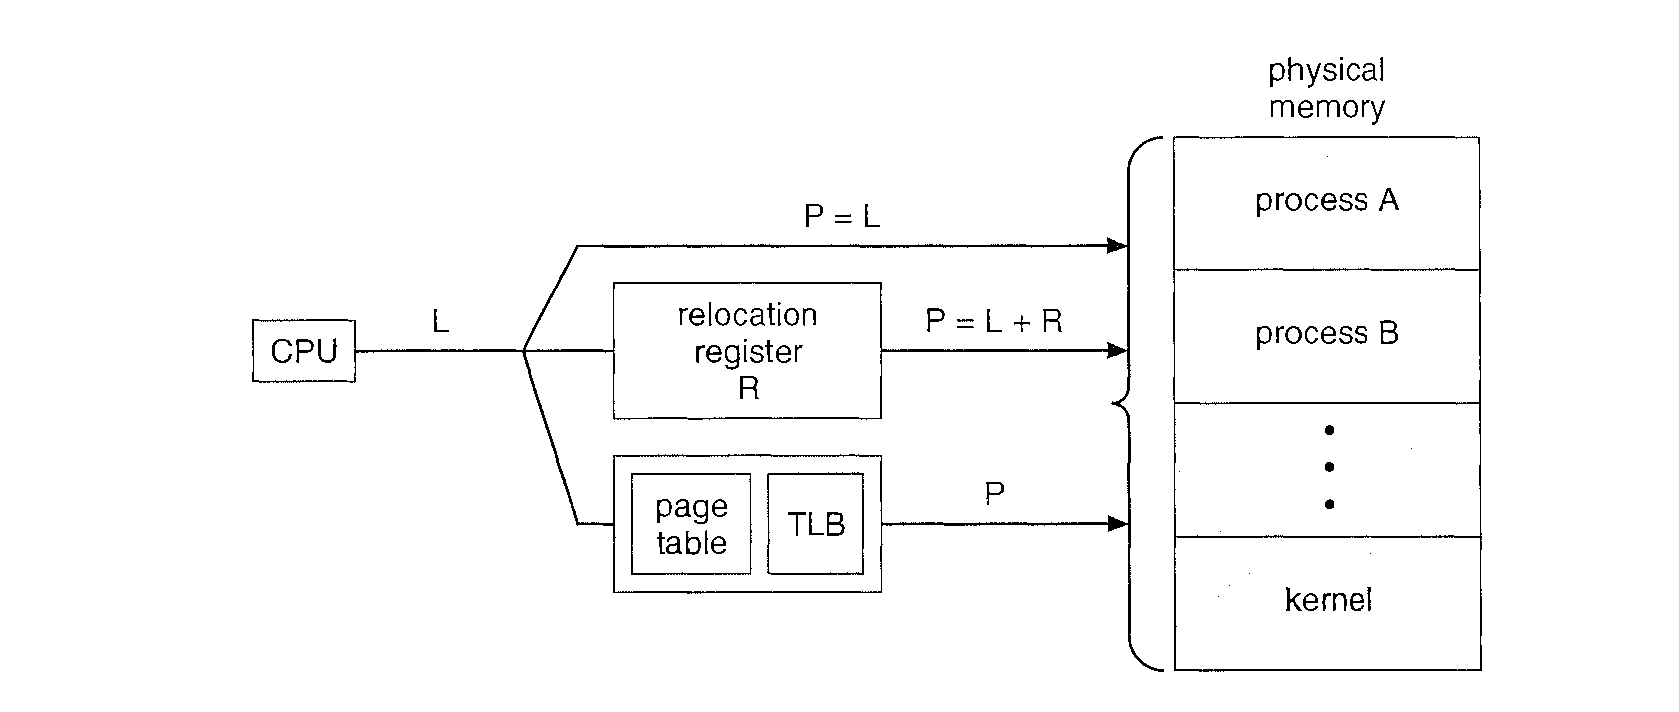 physical
memory
process A
P = L
CPU
L
relocation
register
R
P = L + R
process B
page
table
TLB
P
kernel